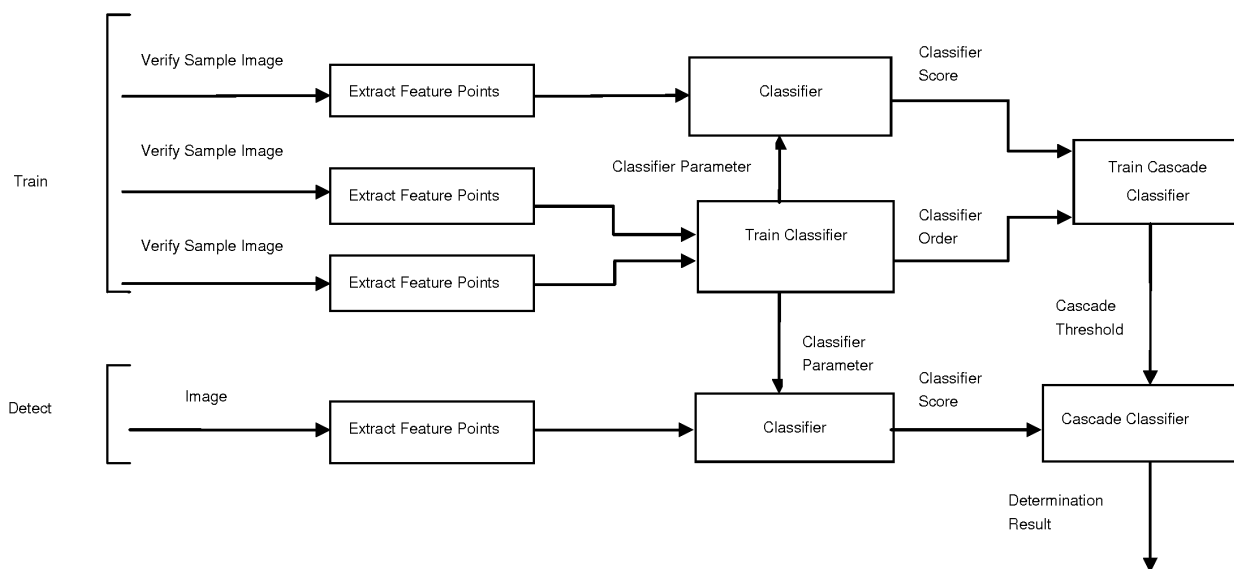 Verify Sample Image
Extract Feature Points
Classifier
Classifier
Score
Train
Verify Sample Image
Extract Feature Points
Classifier Parameter
Train Classifier
Classifier
Order
Train Cascade
Classifier
Verify Sample Image
Extract Feature Points
Classifier
Parameter
Cascade
Threshold
Detect
Image
Extract Feature Points
Classifier
Classifier
Score
Cascade Classifier
Determination
Result